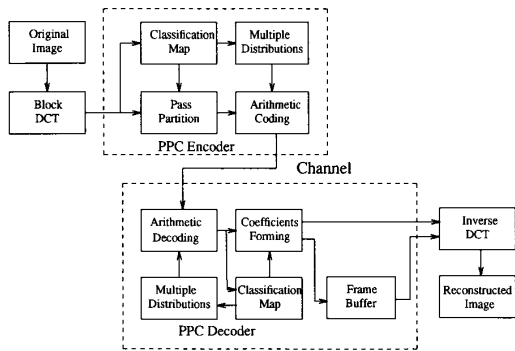 Original
Image
Classification
Map
Multiple
Distributions
Block
DCT
Pass
Partition
Arithmetic
Coding
PPC Encoder
Channel
Arithmetic
Decoding
Coefficients
Forming
Inverse
DCT
Multiple
Distributions
Classification
Map
Frame
Buffer
Reconstructed
Image
PPC Decoder